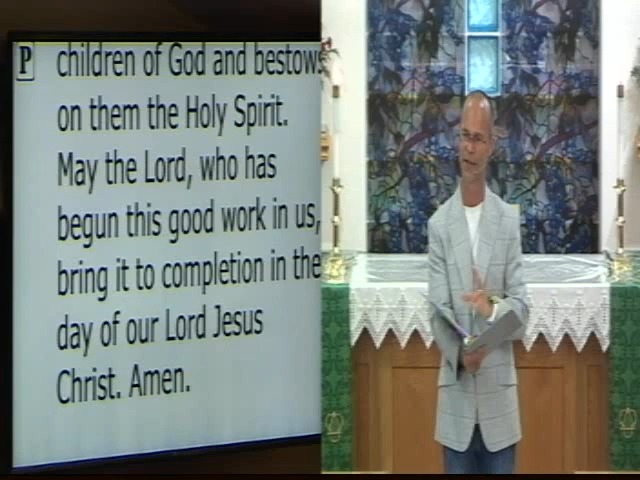 P children of God and bestows
on them the Holy Spirit.
May the Lord, who has
begun this good work in us,
bring it to completion in the
day of our Lord Jesus
Christ. Amen.